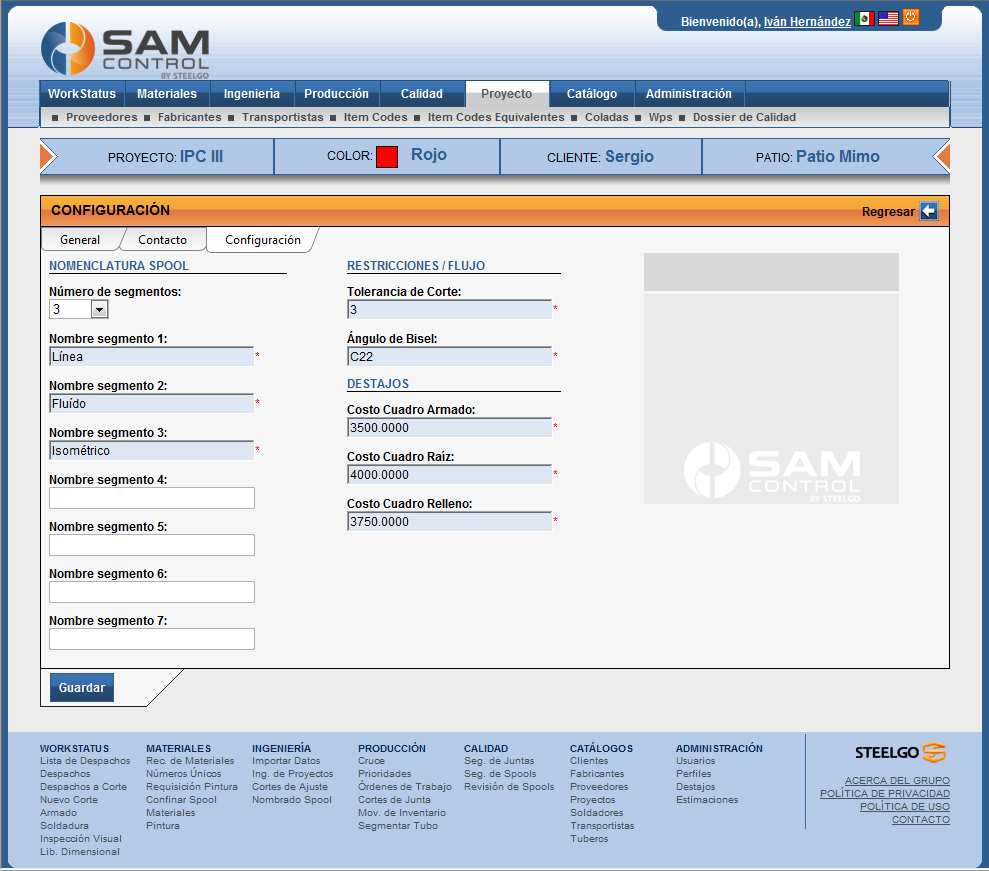 Bienvenido(a), Iván Hernández
SAM
CONTROL
BY STEELGO
WorkStatus Materiales Ingeniería Producción Calidad Proyecto Catálogo Administración
Proveedores Fabricantes Transportistas Item Codes Item Codes Equivalentes Coladas Wps Dossier de Calidad
PROYECTO: IPC III COLOR: Rojo CLIENTE: Sergio PATIO: Patio Mimo
CONFIGURACIÓN Regresar
General Contacto Configuración
NOMENCLATURA SPOOL
Número de segmentos:
3
Nombre segmento 1:
Línea *
Nombre segmento 2:
Fluído *
Nombre segmento 3:
Isométrico *
Nombre segmento 4:
Nombre segmento 5:
Nombre segmento 6:
Nombre segmento 7:
RESTRICCIONES / FLUJO
Tolerancia de Corte:
3 *
Ángulo de Bisel:
C22 *
DESTAJOS
Costo Cuadro Armado:
3500.0000 *
Costo Cuadro Raíz:
4000.0000 *
Costo Cuadro Relleno:
3750.0000 *
SAM
CONTROL
BY STEELGO
Guardar
WORKSTATUS
Lista de Despachos
Despachos
Despachos a Corte
Nuevo Corte
Armado
Soldadura
Inspección Visual
Lib. Dimensional
MATERIALES
Rec. de Materiales
Números Únicos
Requisición Pintura
Confinar Spool
Materiales
Pintura
INGENIERÍA
Importar Datos
Ing. de Proyectos
Cortes de Ajuste
Nombrado Spool
PRODUCCIÓN
Cruce
Prioridades
Órdenes de Trabajo
Cortes de Junta
Mov. de Inventario
Segmentar Tubo
CALIDAD
Seg. de Juntas
Seg. de Spools
Revisión de Spools
CATÁLOGOS
Clientes
Fabricantes
Proveedores
Proyectos
Soldadores
Transportistas
Tuberos
ADMINISTRACIÓN
Usuarios
Perfiles
Destajos
Estimaciones
STEELGO
ACERCA DEL GRUPO
POLÍTICA DE PRIVACIDAD
POLÍTICA DE USO
CONTACTO